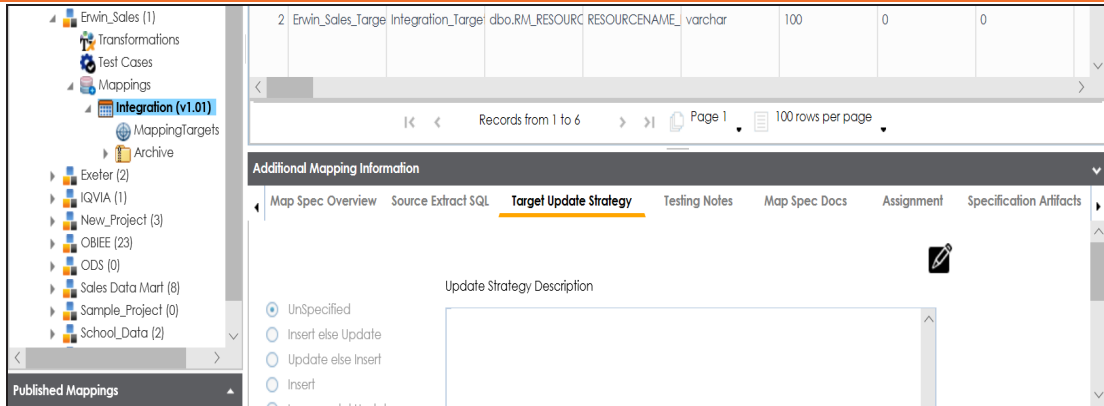 Erwin_Sales (1)
Transformations
Test Cases
Mappings
Integration (v1.01)
MappingTargets
Archive
Exeter (2)
IQVIA (1)
New_Project (3)
OBIEE (23)
ODS (0)
Sales Data Mart (8)
Sample_Project (0)
School_Data (2)
Published Mappings
2 Erwin_Sales_Targe Integration_Target dbo.RM_RESOURC RESOURCENAME_ varchar 100 0 0
Records from 1 to 6 Page 1 100 rows per page
Additional Mapping Information
Map Spec Overview Source Extract SQL Target Update Strategy Testing Notes Map Spec Docs Assignment Specification Artifacts
Update Strategy Description
UnSpecified
Insert else Update
Update else Insert
Insert